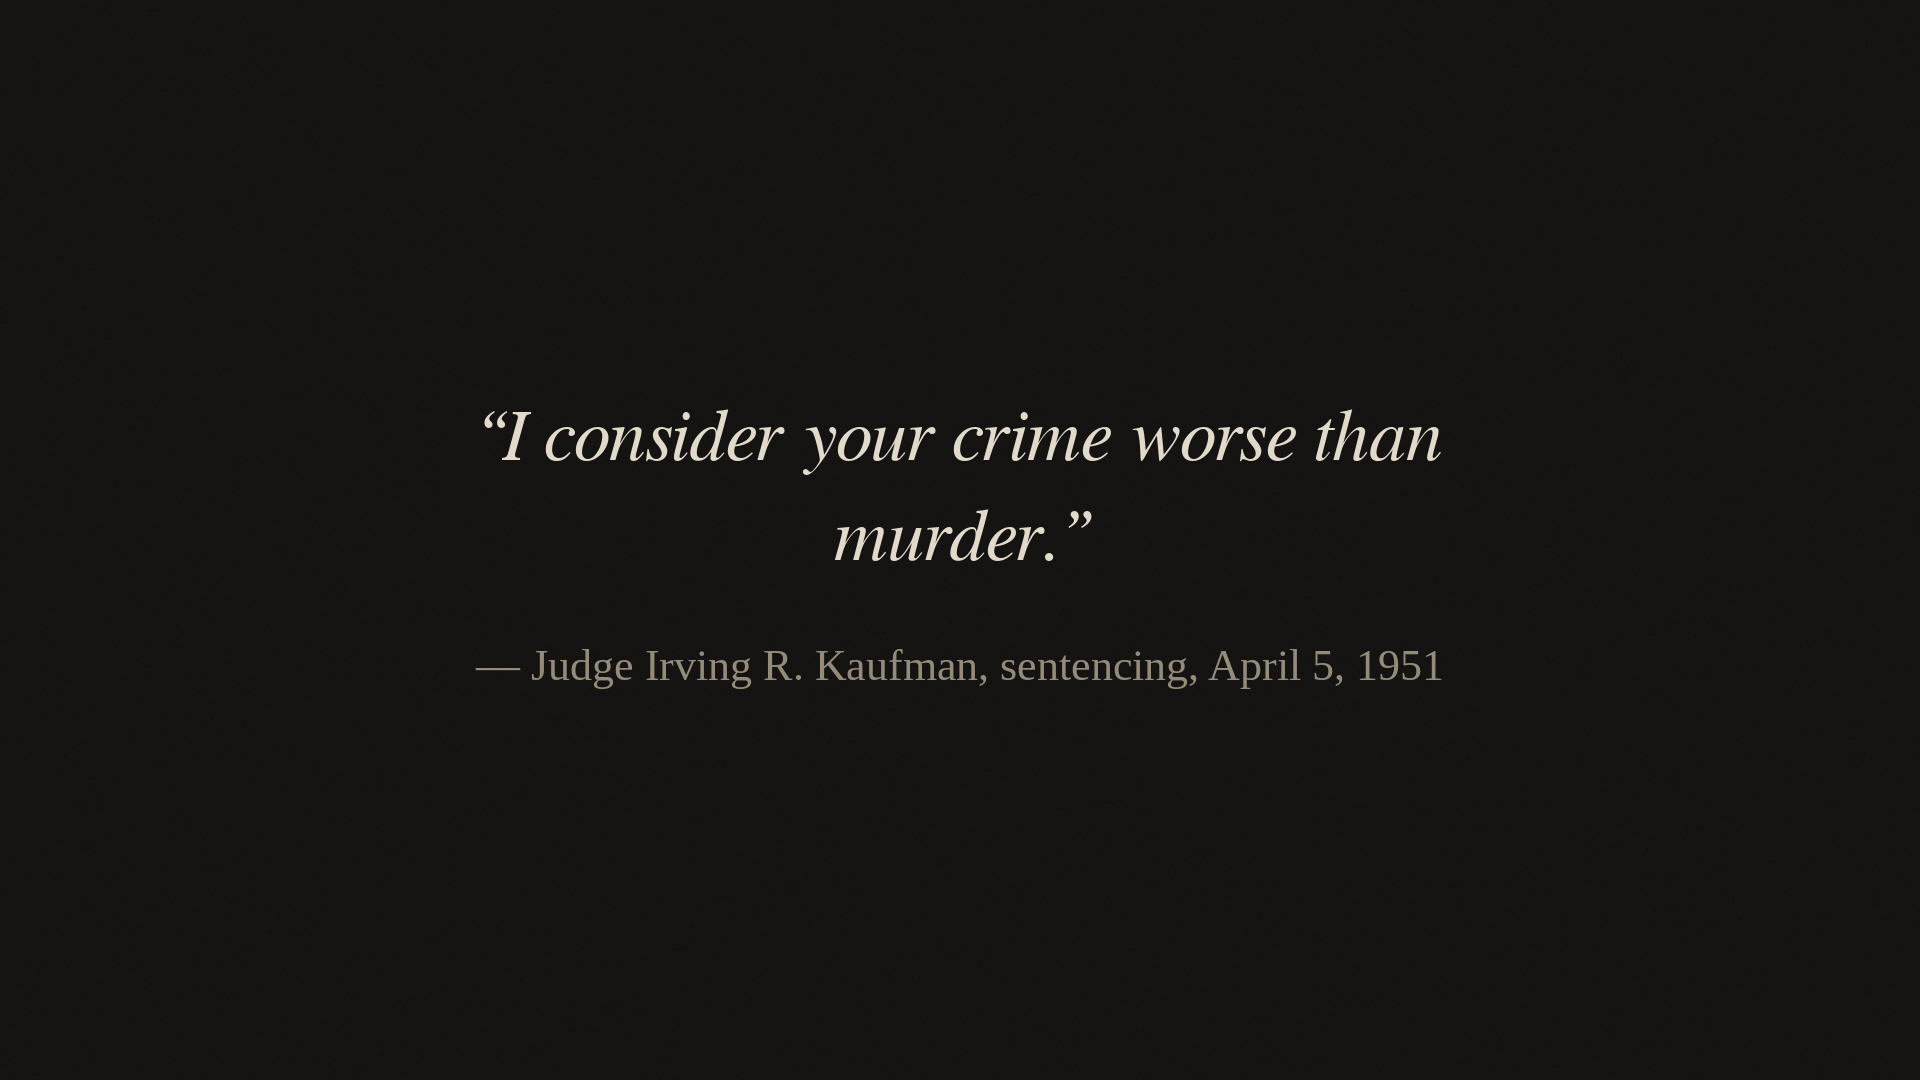 “I consider your crime worse than
murder.”
— Judge Irving R. Kaufman, sentencing, April 5, 1951